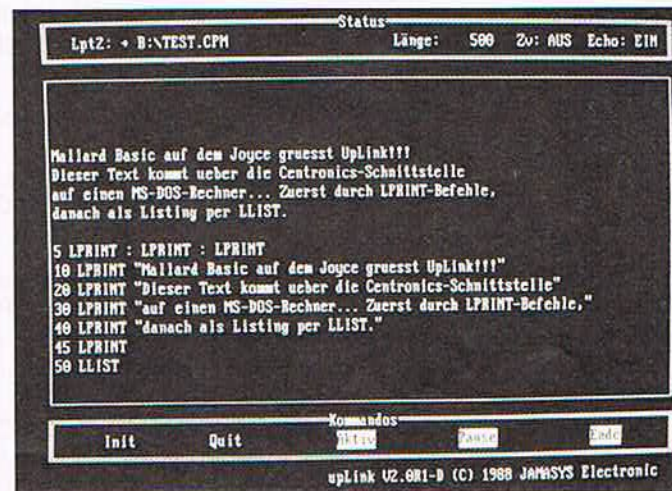 Status
Lpt2: → B:\TEST.CPM Länge: 500 Zv: AUS Echo: EIN
Mallard Basic auf dem Joyce gruesst UpLink!!!
Dieser Text kommt ueber die Centronics-Schnittstelle
auf einen MS-DOS-Rechner... Zuerst durch LPRINT-Befehle,
danach als Listing per LLIST.
5 LPRINT : LPRINT : LPRINT
10 LPRINT "Mallard Basic auf dem Joyce gruesst UpLink!!!"
20 LPRINT "Dieser Text kommt ueber die Centronics-Schnittstelle"
30 LPRINT "auf einen MS-DOS-Rechner... Zuerst durch LPRINT-Befehle,"
40 LPRINT "danach als Listing per LLIST."
45 LPRINT
50 LLIST
Kommandos
Init Quit Aktiv Pause Ende
upLink V2.0R1-D (C) 1988 JAMASYS Electronic